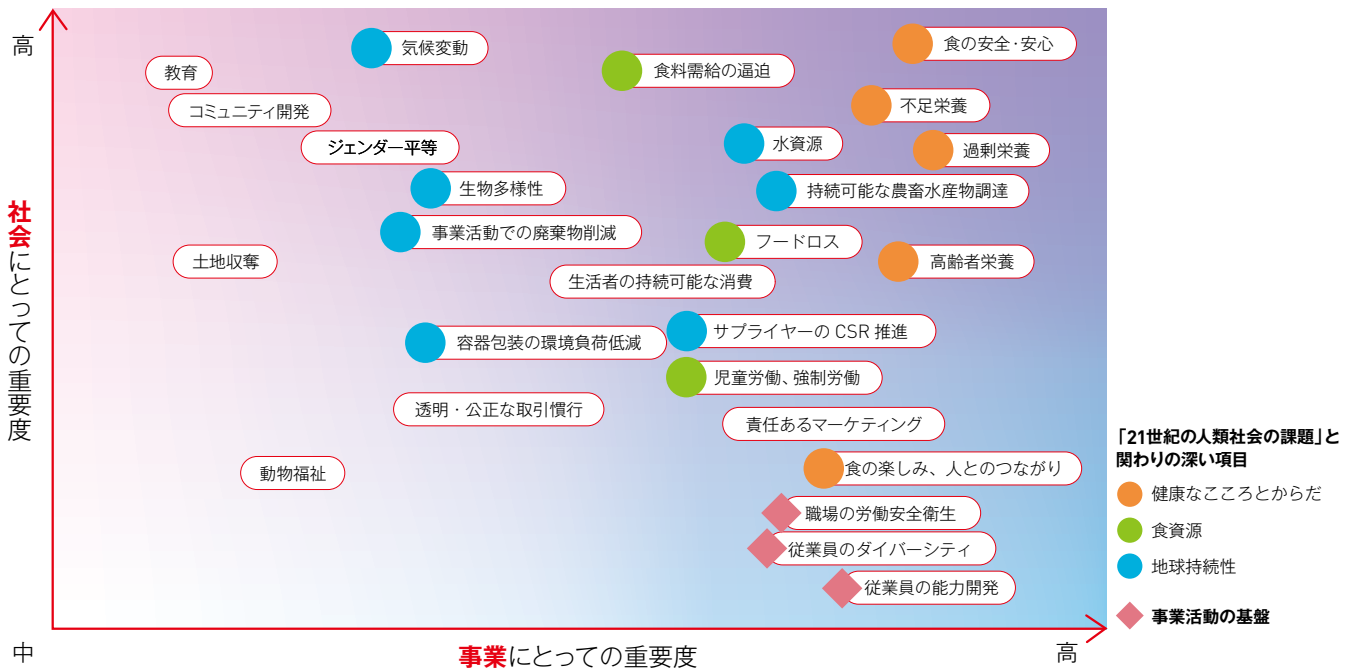 高
気候変動
食の安全・安心
教育
食料需給の逼迫
コミュニティ開発
不足栄養
ジェンダー平等
水資源
過剰栄養
生物多様性
持続可能な農畜水産物調達
事業活動での廃棄物削減
フードロス
土地収奪
高齢者栄養
生活者の持続可能な消費
社会にとっての重要度
サプライヤーの CSR 推進
容器包装の環境負荷低減
児童労働、強制労働
透明・公正な取引慣行
責任あるマーケティング
動物福祉
食の楽しみ、人とのつながり
職場の労働安全衛生
従業員のダイバーシティ
従業員の能力開発
中
事業にとっての重要度
高
「21世紀の人類社会の課題」と
関わりの深い項目
健康なこころとからだ
食資源
地球持続性
事業活動の基盤